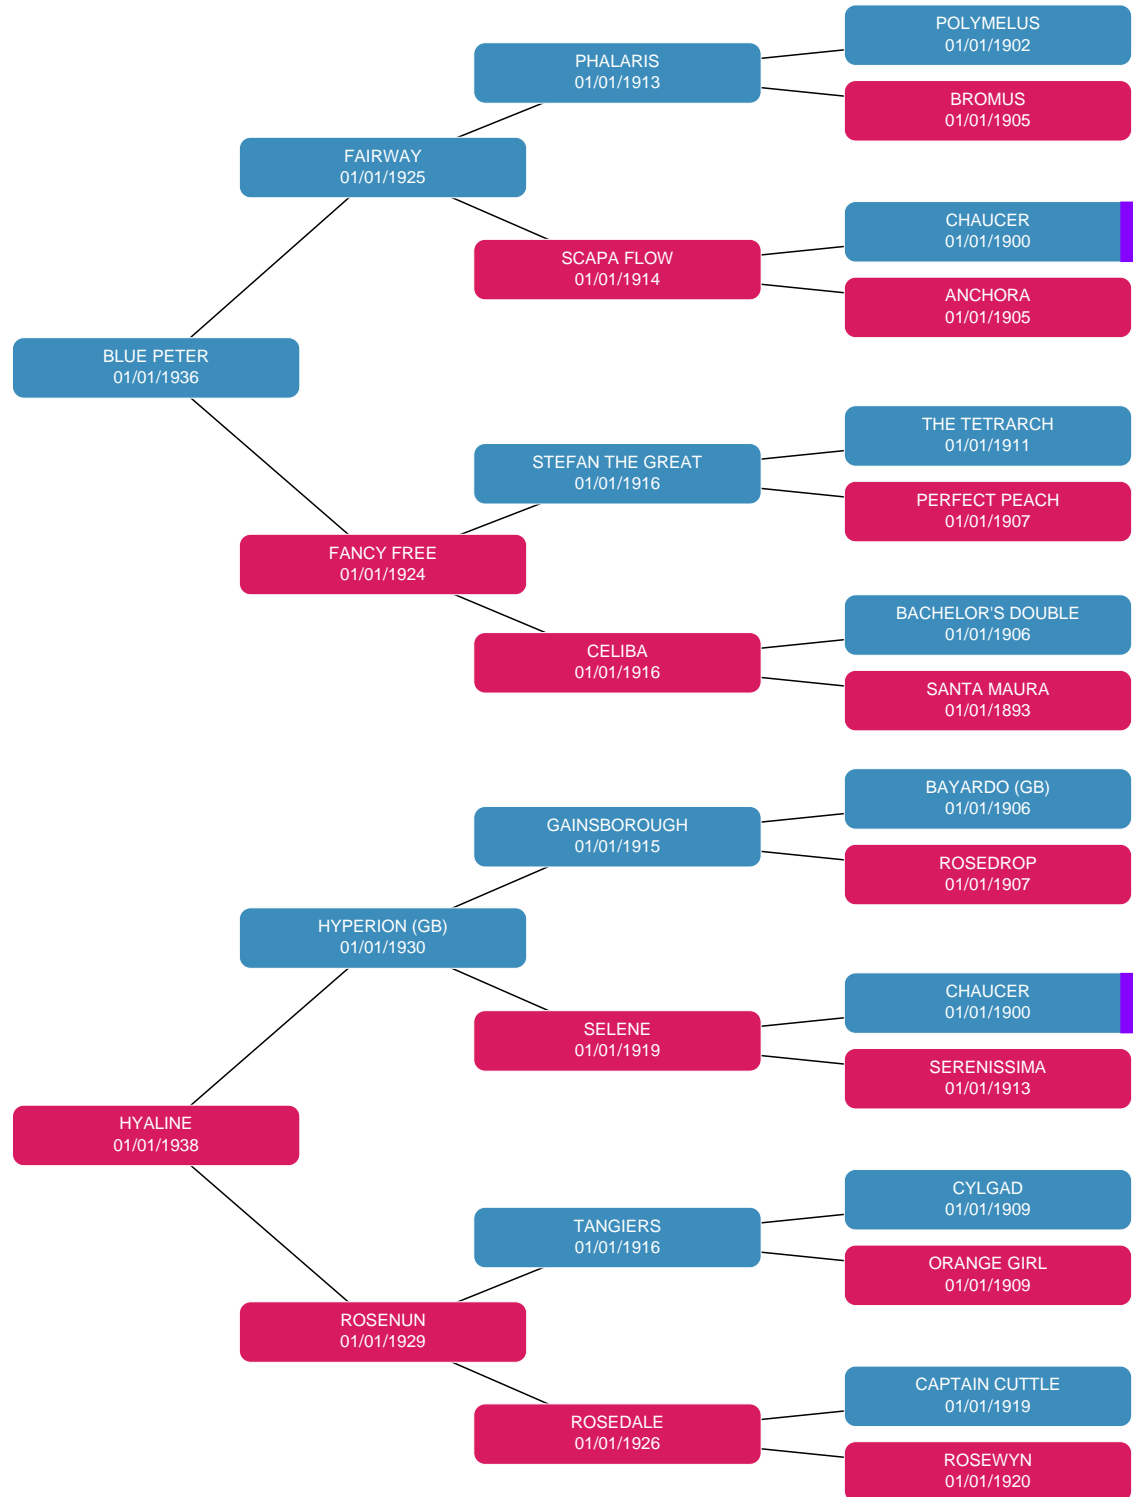 POLYMELUS
01/01/1902
PHALARIS
01/01/1913
BROMUS
01/01/1905
FAIRWAY
01/01/1925
CHAUCER
01/01/1900
SCAPA FLOW
01/01/1914
ANCHORA
01/01/1905
BLUE PETER
01/01/1936
THE TETRARCH
01/01/1911
STEFAN THE GREAT
01/01/1916
PERFECT PEACH
01/01/1907
FANCY FREE
01/01/1924
BACHELOR'S DOUBLE
01/01/1906
CELIBA
01/01/1916
SANTA MAURA
01/01/1893
BAYARDO (GB)
01/01/1906
GAINSBOROUGH
01/01/1915
ROSEDROP
01/01/1907
HYPERION (GB)
01/01/1930
CHAUCER
01/01/1900
SELENE
01/01/1919
SERENISSIMA
01/01/1913
HYALINE
01/01/1938
CYLGAD
01/01/1909
TANGIERS
01/01/1916
ORANGE GIRL
01/01/1909
ROSENUN
01/01/1929
CAPTAIN CUTTLE
01/01/1919
ROSEDALE
01/01/1926
ROSEWYN
01/01/1920